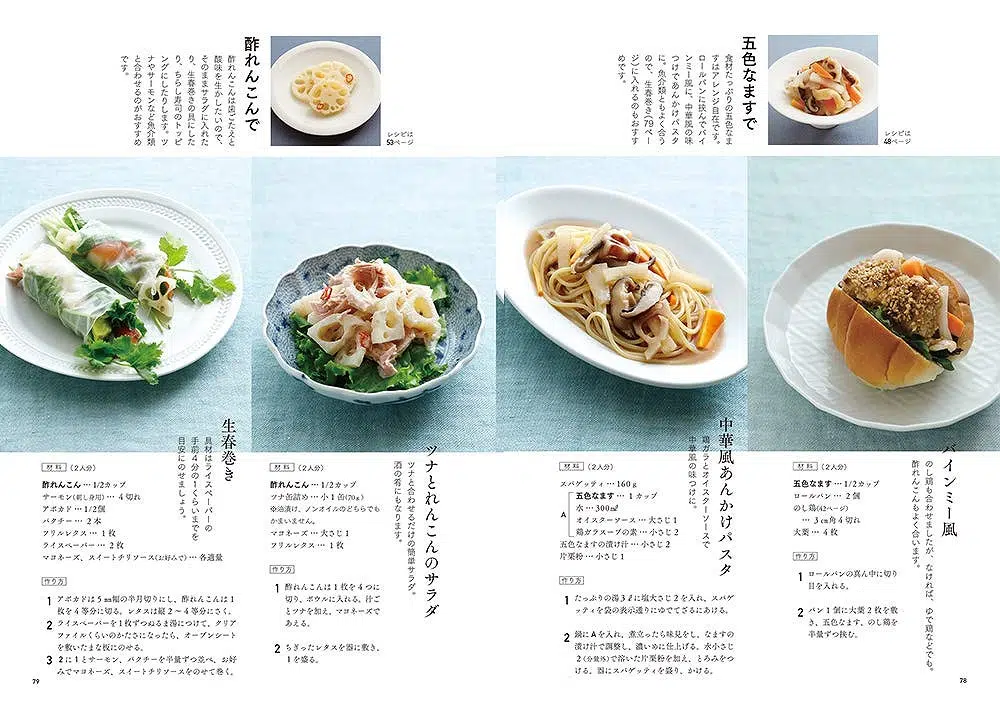 五色なますで
食材たっぷりの五色なま
すはアレンジ自在です。
ロールパンに挟んでバイ
ンミー風に、中華風の味
つけであんかけパスタ
に。魚介類ともよく合う
ので、生春巻き(79ペー
ジ)に入れるのもおすす
めです。
レシピは
48ページ
バインミー風
のし鶏も合わせましたが、なければ、ゆで鶏などでも。
酢れんこんもよく合います。
材料 (2人分)
五色なます … 1/2カップ
ロールパン … 2個
のし鶏(42ページ)
… 3cm角4切れ
大葉 … 4枚
作り方
1 ロールパンの真ん中に切り
目を入れる。
2 パン1個に大葉2枚を敷
き、五色なます、のし鶏を
半量ずつ挟む。
中華風あんかけパスタ
鶏ガラとオイスターソースで
中華風の味つけに。
材料 (2人分)
スパゲッティ … 160g
A
五色なます … 1カップ
水 … 300㎖
オイスターソース … 大さじ1
鶏ガラスープの素 … 小さじ2
五色なますの漬け汁 … 小さじ2
片栗粉 … 小さじ1
作り方
1 たっぷりの湯3ℓに塩大さじ2を入れ、スパゲ
ッティを袋の表示通りにゆでてざるにあける。
2 鍋にAを入れ、煮立ったら味見をし、なますの
漬け汁で調整し、濃いめに仕上げる。水小さじ
2(分量外)で溶いた片栗粉を加え、とろみをつ
ける。器にスパゲッティを盛り、かける。
78
酢れんこんで
酢れんこんは歯ごたえと
酸味を生かしたいので、
そのままサラダに入れた
り、生春巻きの具にした
り、ちらし寿司のトッピ
ングにしたりします。ツ
ナやサーモンなど魚介類
と合わせるのがおすすめ
です。
レシピは
53ページ
ツナとれんこんのサラダ
ツナと合わせるだけの簡単サラダ。
酒の肴にもなります。
材料 (2人分)
酢れんこん … 1/2カップ
ツナ缶詰め … 小1缶(70g)
※油漬け、ノンオイルのどちらでも
かまいません。
マヨネーズ … 大さじ1
フリルレタス … 1枚
作り方
1 酢れんこんは1枚を4つに
切り、ボウルに入れる。汁ご
とツナを加え、マヨネーズで
あえる。
2 ちぎったレタスを器に敷き、
1を盛る。
生春巻き
具材はライスペーパーの
手前4分の1くらいまでを
目安にのせましょう。
材料 (2人分)
酢れんこん … 1/2カップ
サーモン(刺し身用) … 4切れ
アボカド … 1/2個
パクチー … 2本
フリルレタス … 1枚
ライスペーパー … 2枚
マヨネーズ、スイートチリソース(お好みで) … 各適量
作り方
1 アボカドは5㎜幅の半月切りにし、酢れんこんは1
枚を4等分に切る。レタスは縦2〜4等分にさく。
2 ライスペーパーを1枚ずつぬるま湯につけて、クリア
ファイルくらいのかたさになったら、オーブンシート
を敷いたまな板にのせる。
3 2に1とサーモン、パクチーを半量ずつ並べ、お好
みでマヨネーズ、スイートチリソースをのせて巻く。
79